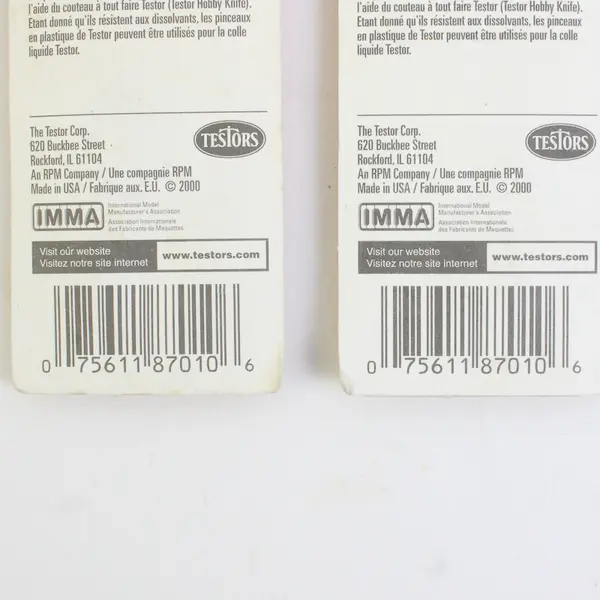 l'aide du couteau à tout faire Testor (Testor Hobby Knife).
Etant donné qu'ils résistent aux dissolvants, les pinceaux
en plastique de Testor peuvent être utilisés pour la colle
liquide Testor.
The Testor Corp.
620 Buckbee Street
Rockford, IL 61104
An RPM Company / Une compagnie RPM
Made in USA / Fabrique aux. E.U. © 2000
TESTORS
IMMA
International Model
Manufacturer's Association
Association Internationale
des Fabricants de Maquettes
Visit our website
Visitez notre site internet
www.testors.com
0 75611 87010 6
l'aide du couteau à tout faire Testor (Testor Hobby Knife).
Etant donné qu'ils résistent aux dissolvants, les pinceaux
en plastique de Testor peuvent être utilisés pour la colle
liquide Testor.
The Testor Corp.
620 Buckbee Street
Rockford, IL 61104
An RPM Company / Une compagnie RPM
Made in USA / Fabrique aux. E.U. © 2000
TESTORS
IMMA
International Model
Manufacturer's Association
Association Internationale
des Fabricants de Maquettes
Visit our website
Visitez notre site internet
www.testors.com
0 75611 87010 6